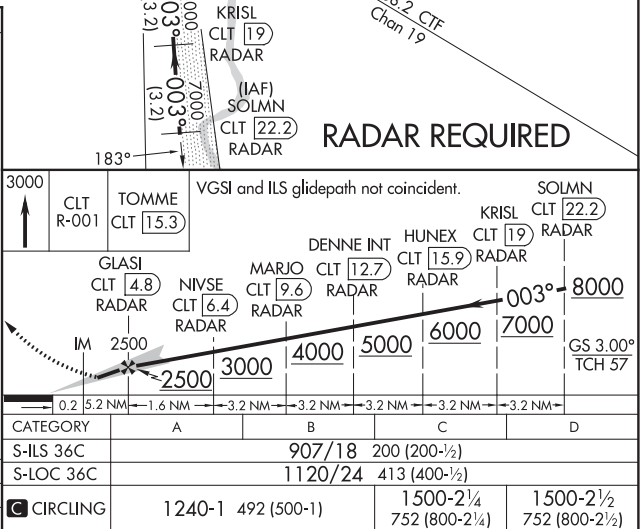 KRISL
CLT 19
RADAR
003°
(3.2)
7000
003°
(3.2)
(IAF)
SOLMN
CLT 22.2
RADAR
183°
CTF
Chan 19
RADAR REQUIRED
3000
CLT
R-001
TOMME
CLT 15.3
VGSI and ILS glidepath not coincident.
SOLMN
CLT 22.2
RADAR
KRISL
CLT 19
RADAR
HUNEX
CLT 15.9
RADAR
DENNE INT
CLT 12.7
RADAR
MARJO
CLT 9.6
RADAR
NIVSE
CLT 6.4
RADAR
GLASI
CLT 4.8
RADAR
IM
2500
2500
3000
4000
5000
6000
7000
003°
8000
GS 3.00°
TCH 57
0.2 5.2 NM 1.6 NM 3.2 NM 3.2 NM 3.2 NM 3.2 NM 3.2 NM
CATEGORY A B C D
S-ILS 36C 907/18 200 (200-½)
S-LOC 36C 1120/24 413 (400-½)
C CIRCLING 1240-1 492 (500-1) 1500-2¼ 752 (800-2¼) 1500-2½ 752 (800-2½)